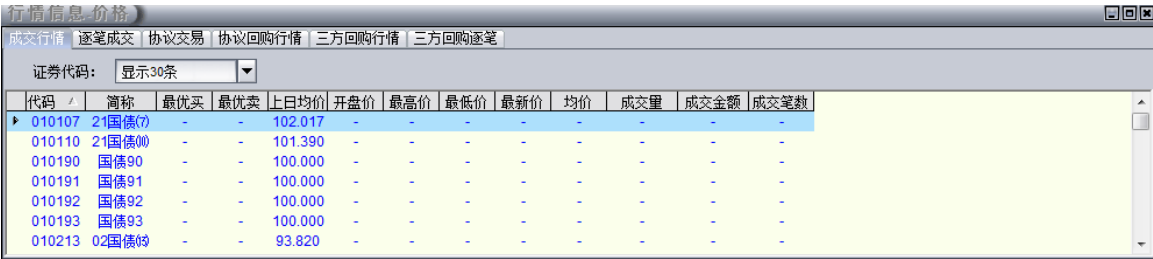 行情信息-价格
成交行情 逐笔成交 协议交易 协议回购行情 三方回购行情 三方回购逐笔
证券代码： 显示30条
代码 简称 最优买 最优卖 上日均价 开盘价 最高价 最低价 最新价 均价 成交量 成交金额 成交笔数
010107 21国债⑺ - - 102.017 - - - - - - - -
010110 21国债⑽ - - 101.390 - - - - - - - -
010190 国债90 - - 100.000 - - - - - - - -
010191 国债91 - - 100.000 - - - - - - - -
010192 国债92 - - 100.000 - - - - - - - -
010193 国债93 - - 100.000 - - - - - - - -
010213 02国债⒀ - - 93.820 - - - - - - - -